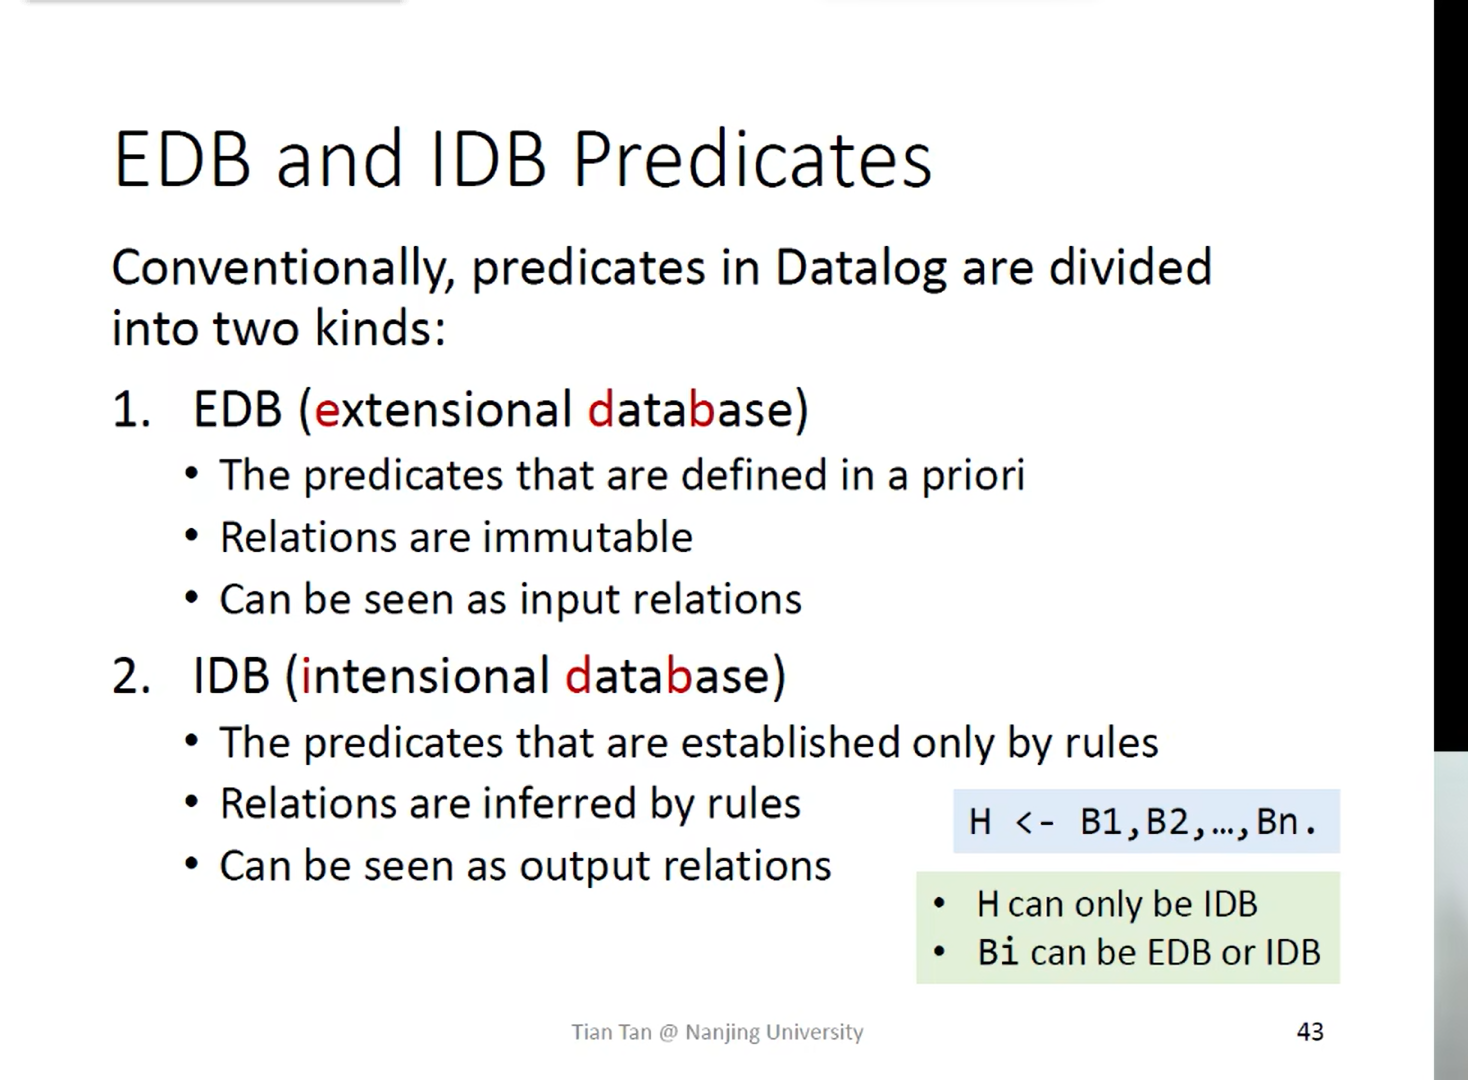 EDB and IDB Predicates
Conventionally, predicates in Datalog are divided
into two kinds:
1. EDB (extensional database)
• The predicates that are defined in a priori
• Relations are immutable
• Can be seen as input relations
2. IDB (intensional database)
• The predicates that are established only by rules
• Relations are inferred by rules
• Can be seen as output relations
H <- B1,B2,…,Bn.
• H can only be IDB
• Bi can be EDB or IDB
Tian Tan @ Nanjing University
43